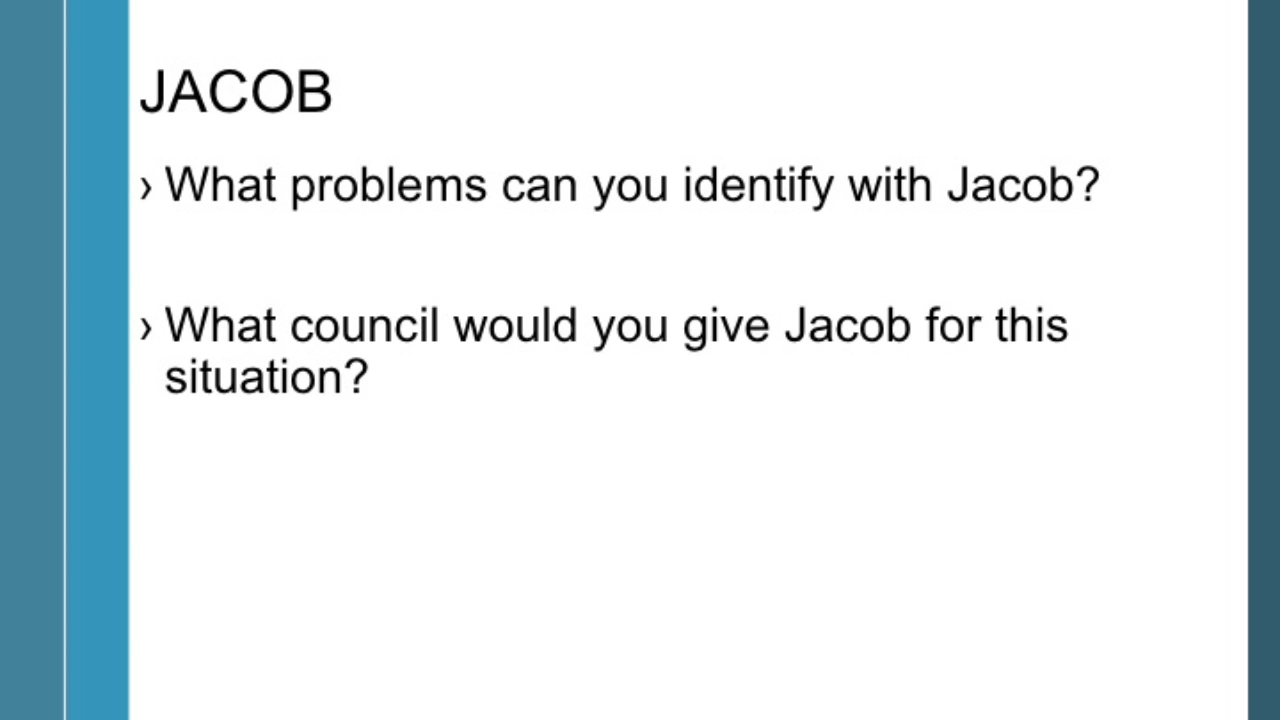 JACOB
› What problems can you identify with Jacob?
› What council would you give Jacob for this
situation?